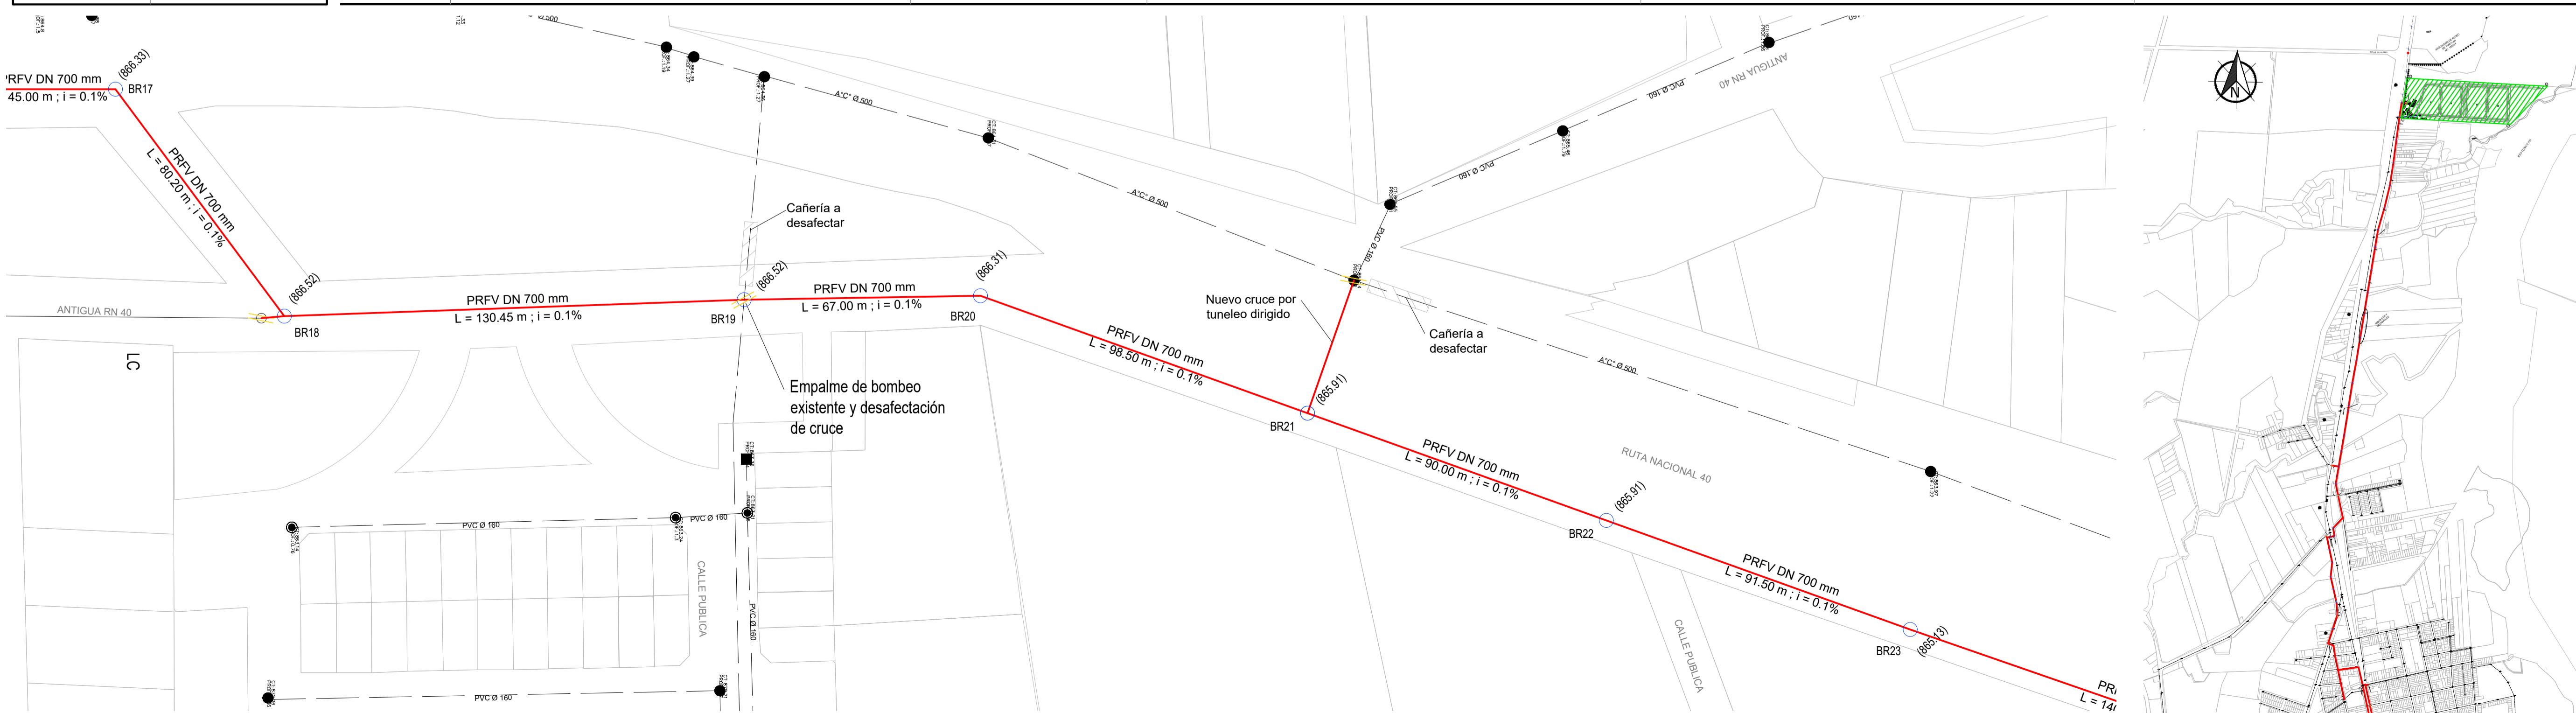 (866.33)
BR17
PRFV DN 700 mm
45.00 m ; i = 0.1%
PRFV DN 700 mm
L = 80.20 m ; i = 0.1%
ANTIGUA RN 40
(866.52)
BR18
LC
PRFV DN 700 mm
L = 130.45 m ; i = 0.1%
Cañería a
desafectar
(866.52)
BR19
PRFV DN 700 mm
L = 67.00 m ; i = 0.1%
(866.31)
BR20
Empalme de bombeo
existente y desafectación
de cruce
A°C° Ø 500
A°C° Ø 500
PRFV DN 700 mm
L = 98.50 m ; i = 0.1%
Nuevo cruce por
tuneleo dirigido
PVC Ø 160
PVC Ø 160
PVC Ø 160
ANTIGUA RN 40
Cañería a
desafectar
(865.91)
BR21
A°C° Ø 500
PRFV DN 700 mm
L = 90.00 m ; i = 0.1%
RUTA NACIONAL 40
(865.91)
BR22
PRFV DN 700 mm
L = 91.50 m ; i = 0.1%
BR23
(865.13)
CALLE PUBLICA
PVC Ø 160
PVC Ø 160
CALLE PUBLICA
PVC Ø 160
PVC Ø 160
N